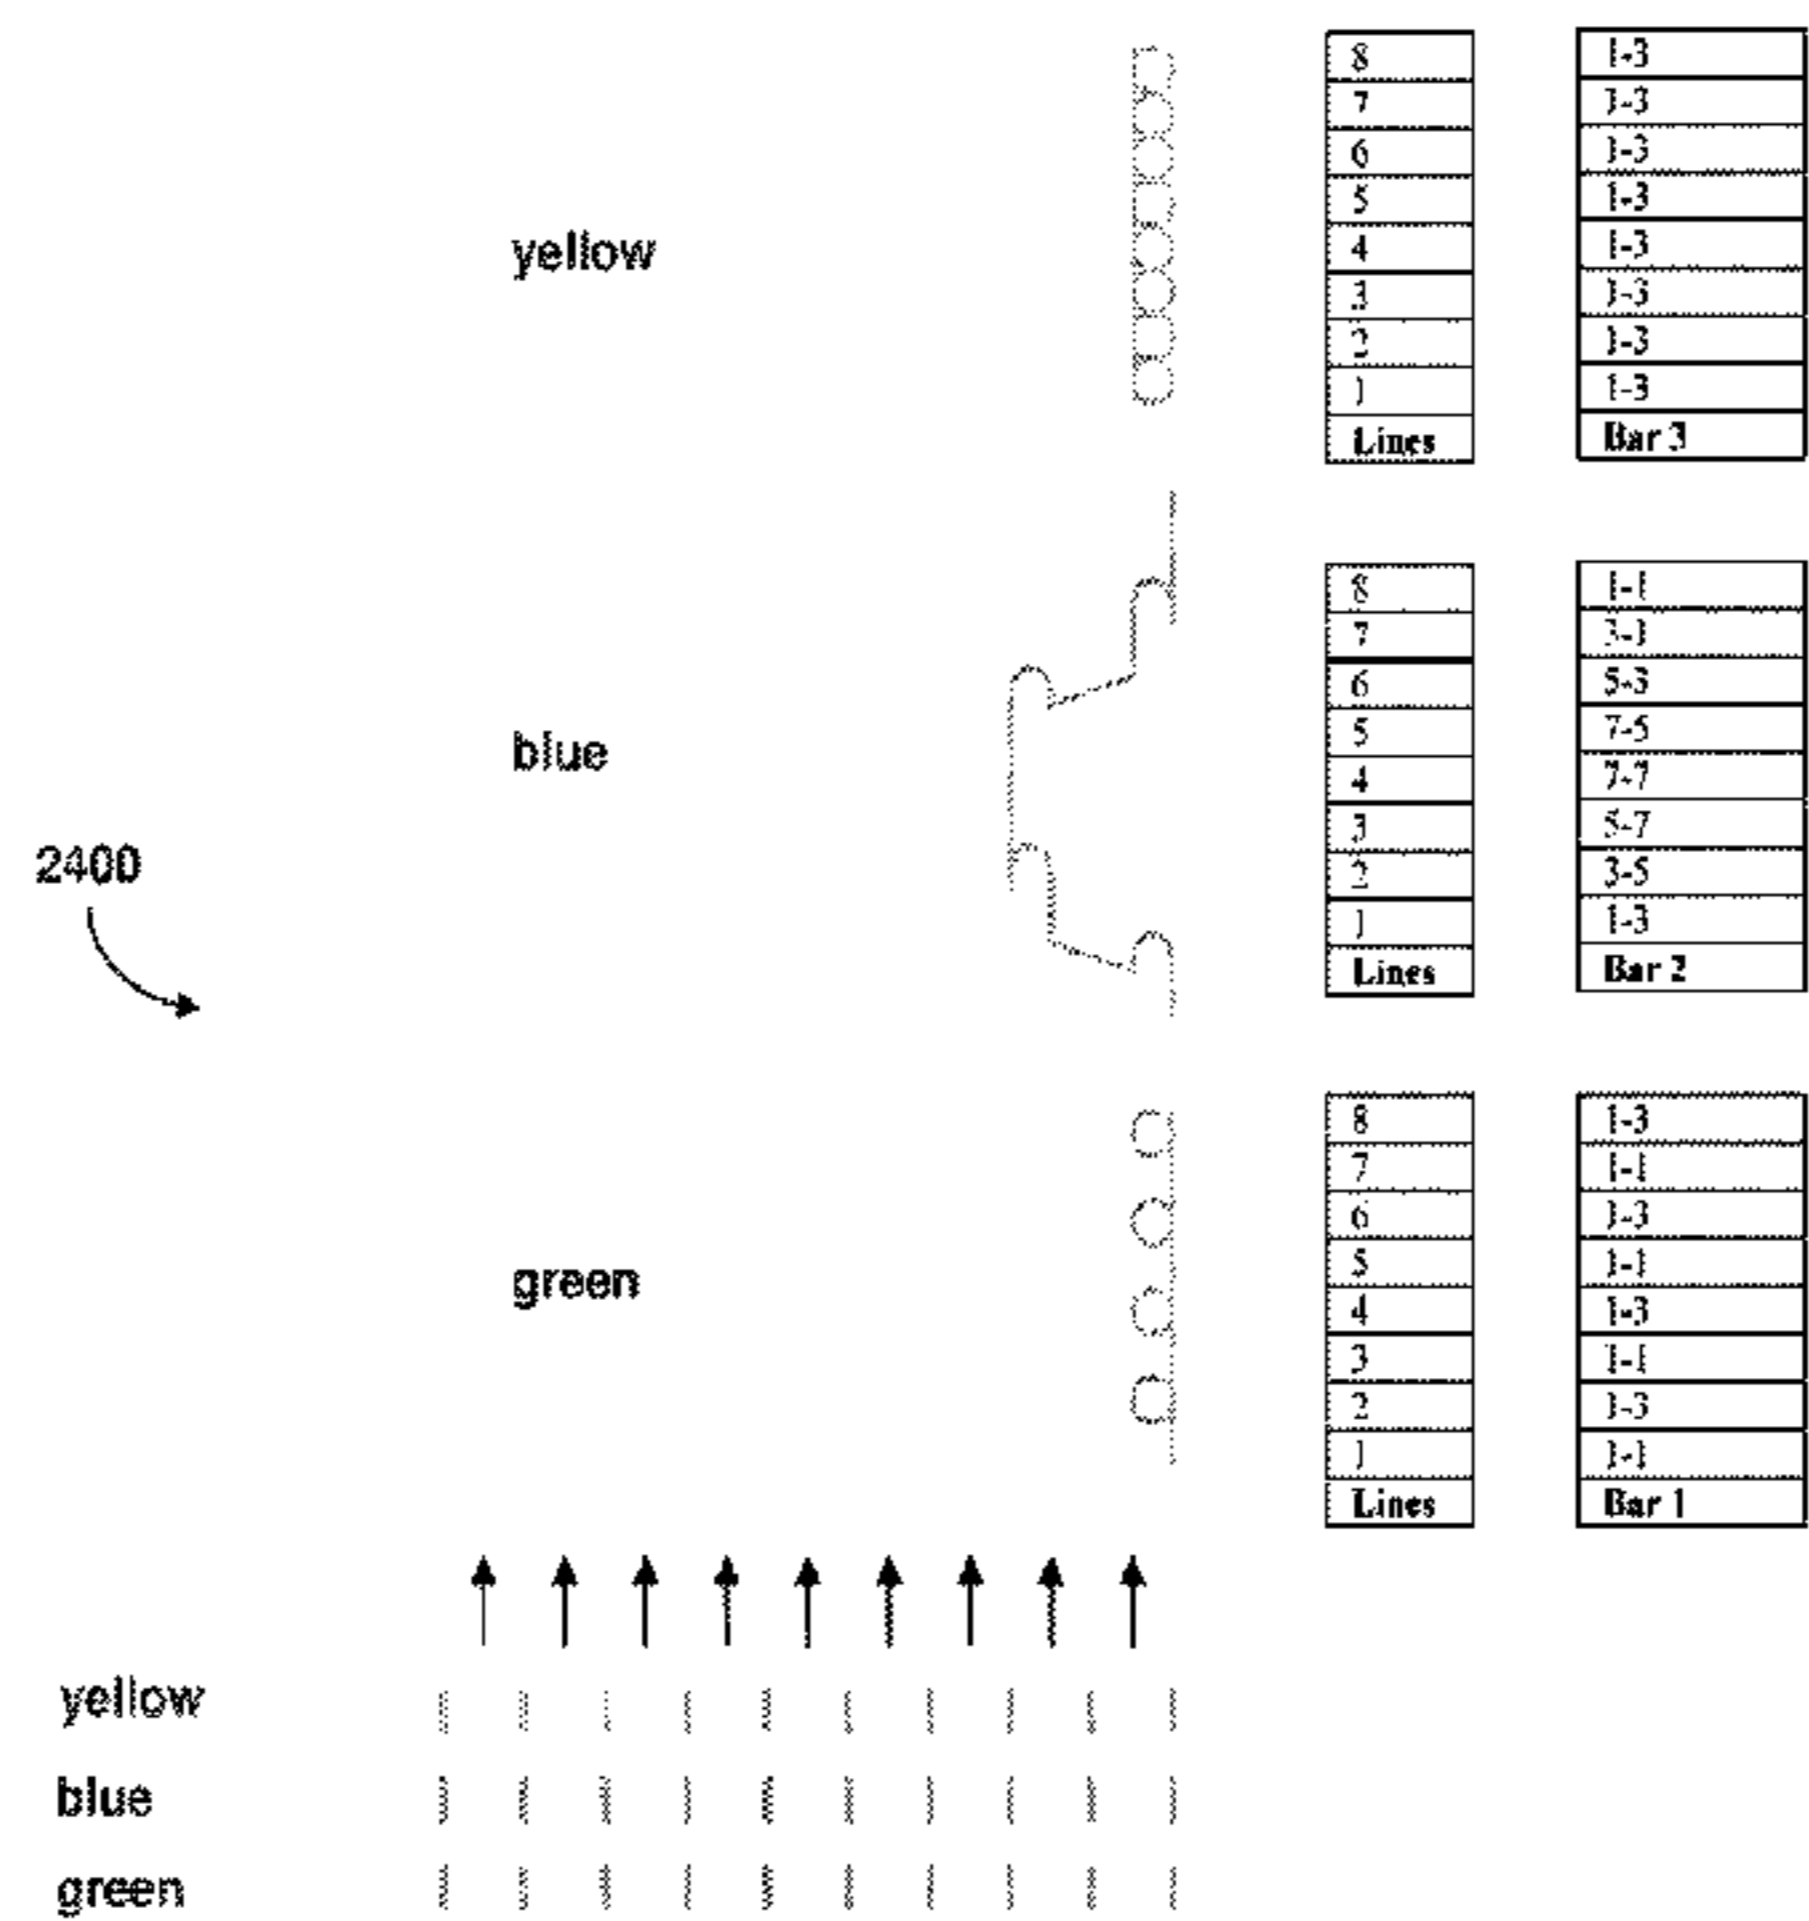 8 1-3
7 1-3
6 1-3
5 1-3
yellow 4 1-3
3 1-3
2 1-3
1 1-3
Lines Bar 3
8 1-1
7 3-1
6 5-3
5 7-5
blue 4 7-7
3 5-7
2400 2 3-5
1 1-3
Lines Bar 2
8 1-3
7 1-1
6 1-3
5 1-1
green 4 1-3
3 1-1
2 1-3
1 1-1
Lines Bar 1
yellow
blue
green